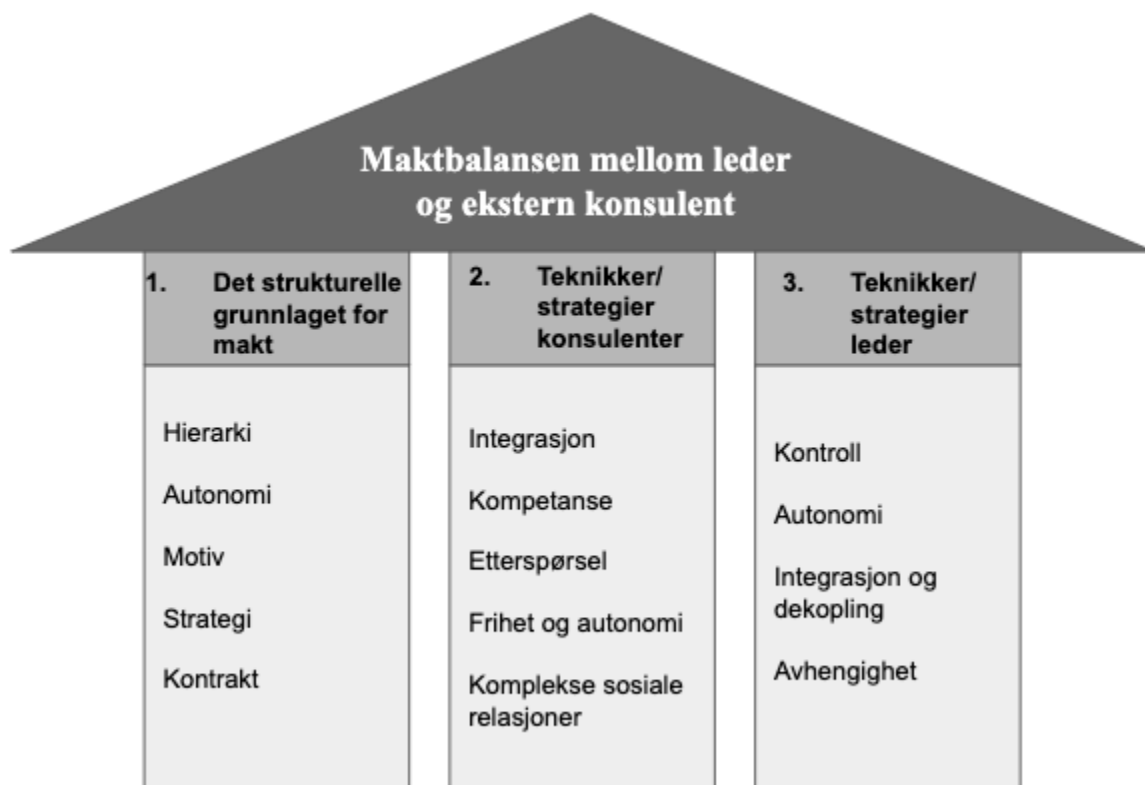 Maktbalansen mellom leder
og ekstern konsulent
1. Det strukturelle
grunnlaget for
makt
Hierarki
Autonomi
Motiv
Strategi
Kontrakt
2. Teknikker/
strategier
konsulenter
Integrasjon
Kompetanse
Etterspørsel
Frihet og autonomi
Komplekse sosiale
relasjoner
3. Teknikker/
strategier
leder
Kontroll
Autonomi
Integrasjon og
dekopling
Avhengighet